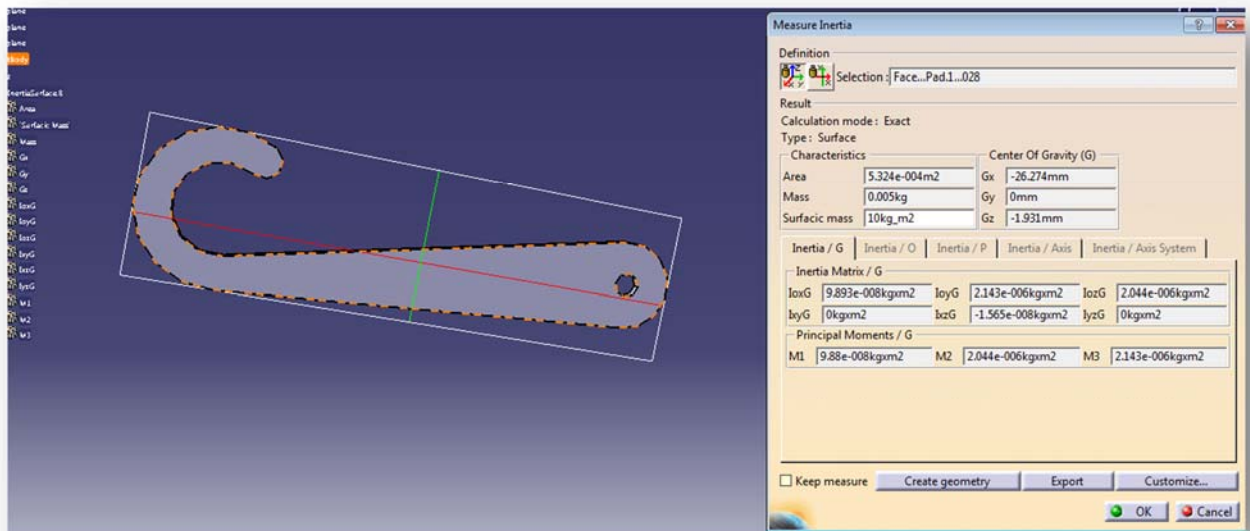 plane
plane
plane
InertiaSurface.8
Area
Mass
Gx
Gy
Gz
IoxG
IoyG
IozG
IxyG
IxzG
IyzG
M1
M2
M3
Measure Inertia
Definition
Selection : Face...Pad.1...028
Result
Calculation mode : Exact
Type : Surface
Characteristics Center Of Gravity (G)
Area 5.324e-004m2 Gx -26.274mm
Mass 0.005kg Gy 0mm
Surfacic mass 10kg_m2 Gz -1.931mm
Inertia / G Inertia / O Inertia / P Inertia / Axis Inertia / Axis System
Inertia Matrix / G
IoxG 9.893e-008kgxm2 IoyG 2.143e-006kgxm2 IozG 2.044e-006kgxm2
IxyG 0kgxm2 IxzG -1.565e-008kgxm2 IyzG 0kgxm2
Principal Moments / G
M1 9.88e-008kgxm2 M2 2.044e-006kgxm2 M3 2.143e-006kgxm2
Keep measure Create geometry Export Customize...
OK Cancel